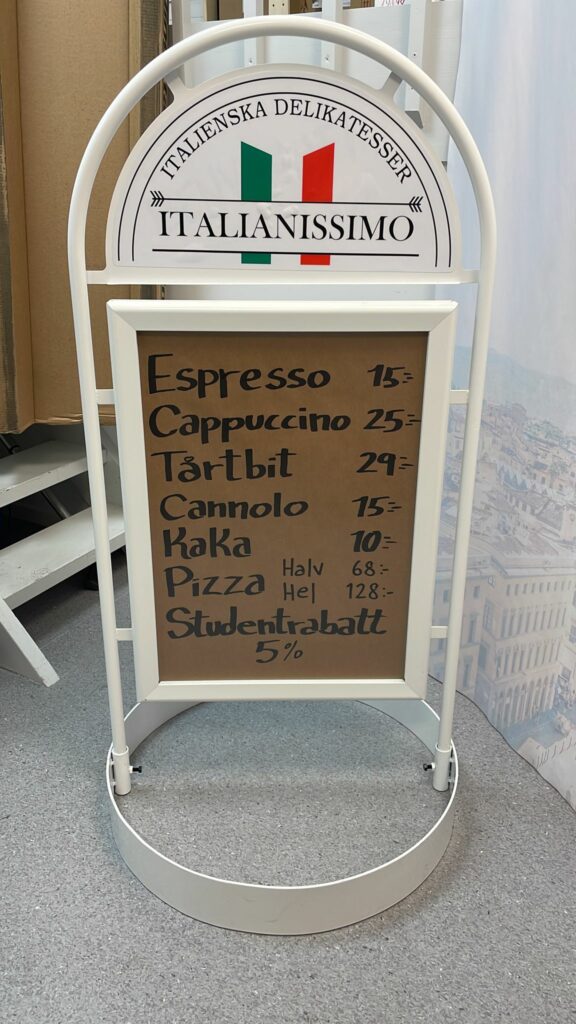 ITALIENSKA DELIKATESSER
ITALIANISSIMO
Espresso 15:-
Cappuccino 25:-
Tårtbit 29:-
Cannolo 15:-
Kaka 10:-
Pizza Halv 68:-
Hel 128:-
Studentrabatt
5%